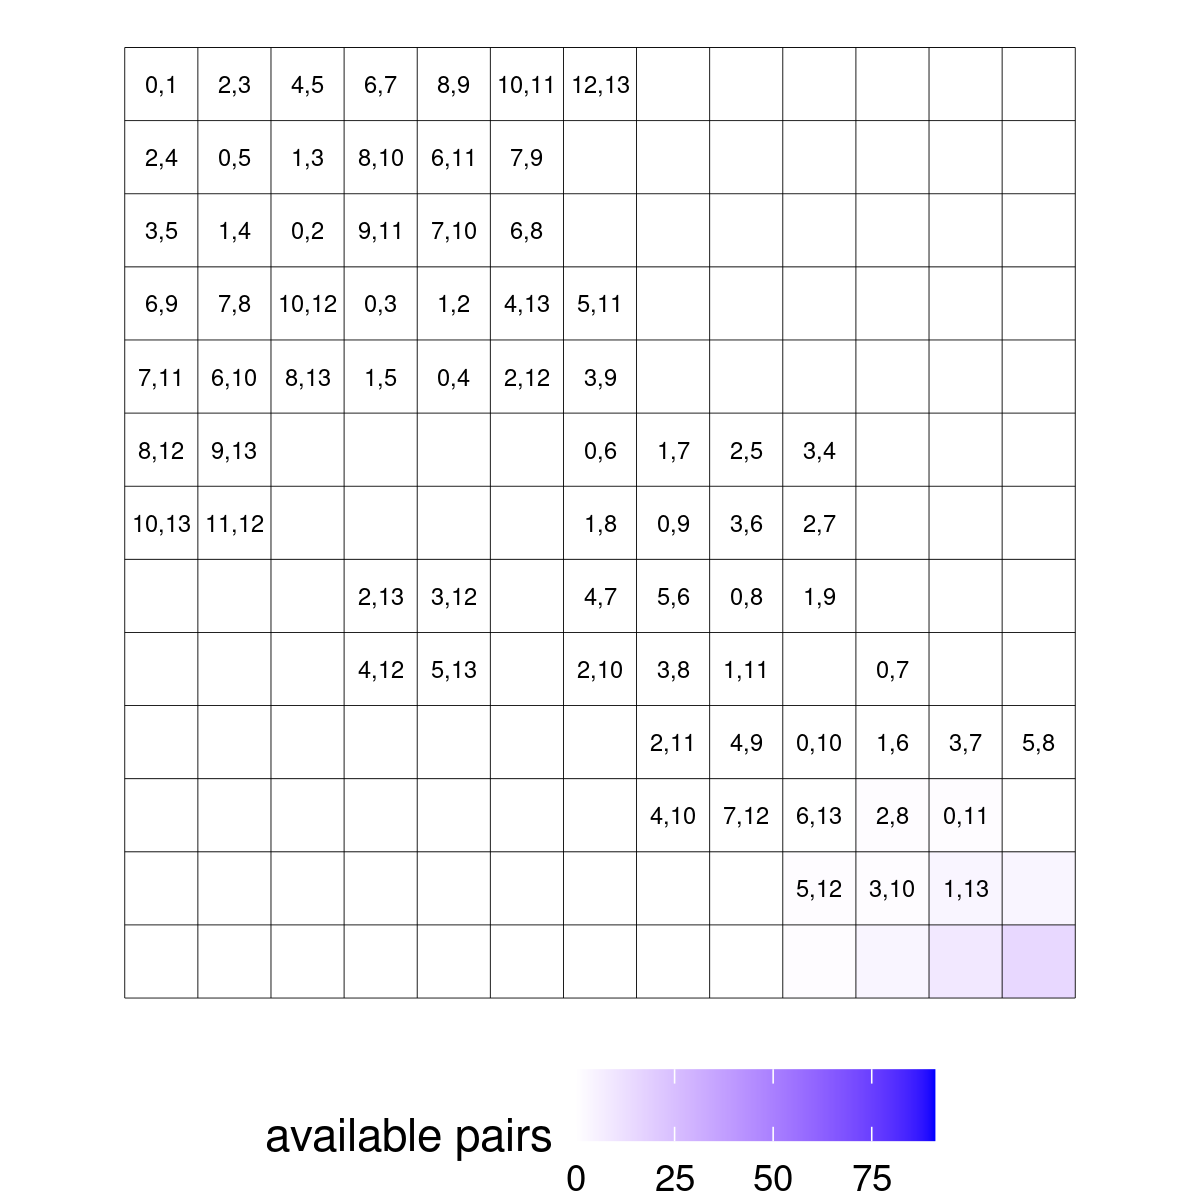 0,1 2,3 4,5 6,7 8,9 10,11 12,13
2,4 0,5 1,3 8,10 6,11 7,9
3,5 1,4 0,2 9,11 7,10 6,8
6,9 7,8 10,12 0,3 1,2 4,13 5,11
7,11 6,10 8,13 1,5 0,4 2,12 3,9
8,12 9,13 0,6 1,7 2,5 3,4
10,13 11,12 1,8 0,9 3,6 2,7
2,13 3,12 4,7 5,6 0,8 1,9
4,12 5,13 2,10 3,8 1,11 0,7
2,11 4,9 0,10 1,6 3,7 5,8
4,10 7,12 6,13 2,8 0,11
5,12 3,10 1,13
available pairs
0 25 50 75